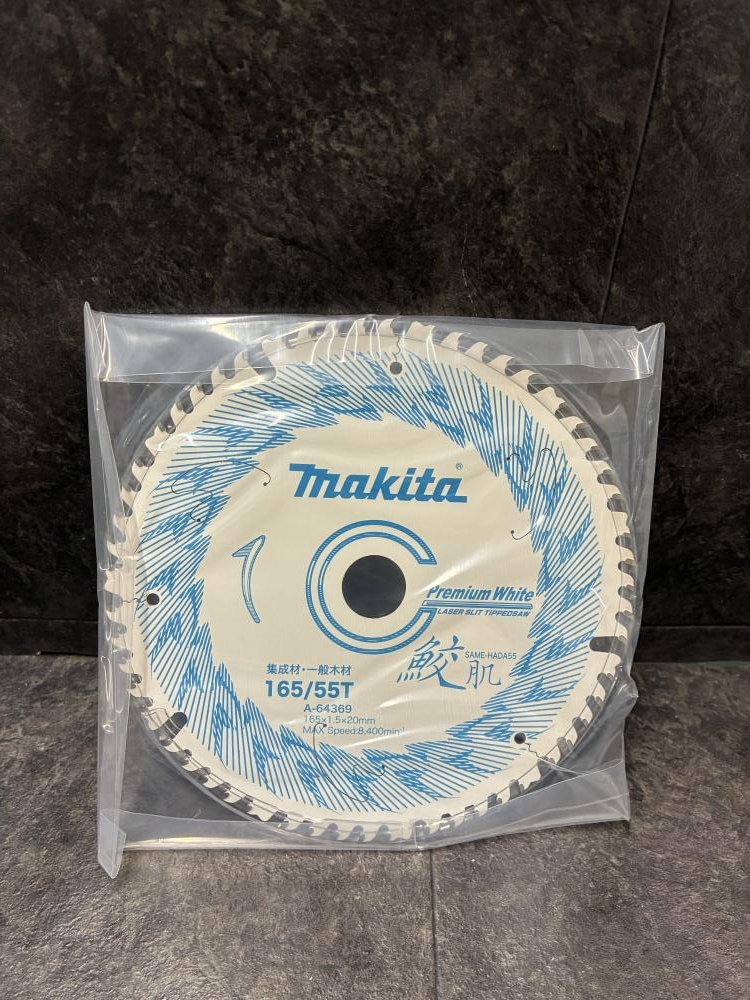 makita®
Premium White
LASER SLIT TIPPEDSAW
鮫肌
SAME-HADA55
集成材・一般木材
165/55T
A-64369
165×1.5×20mm
MAX Speed:8,400min⁻¹